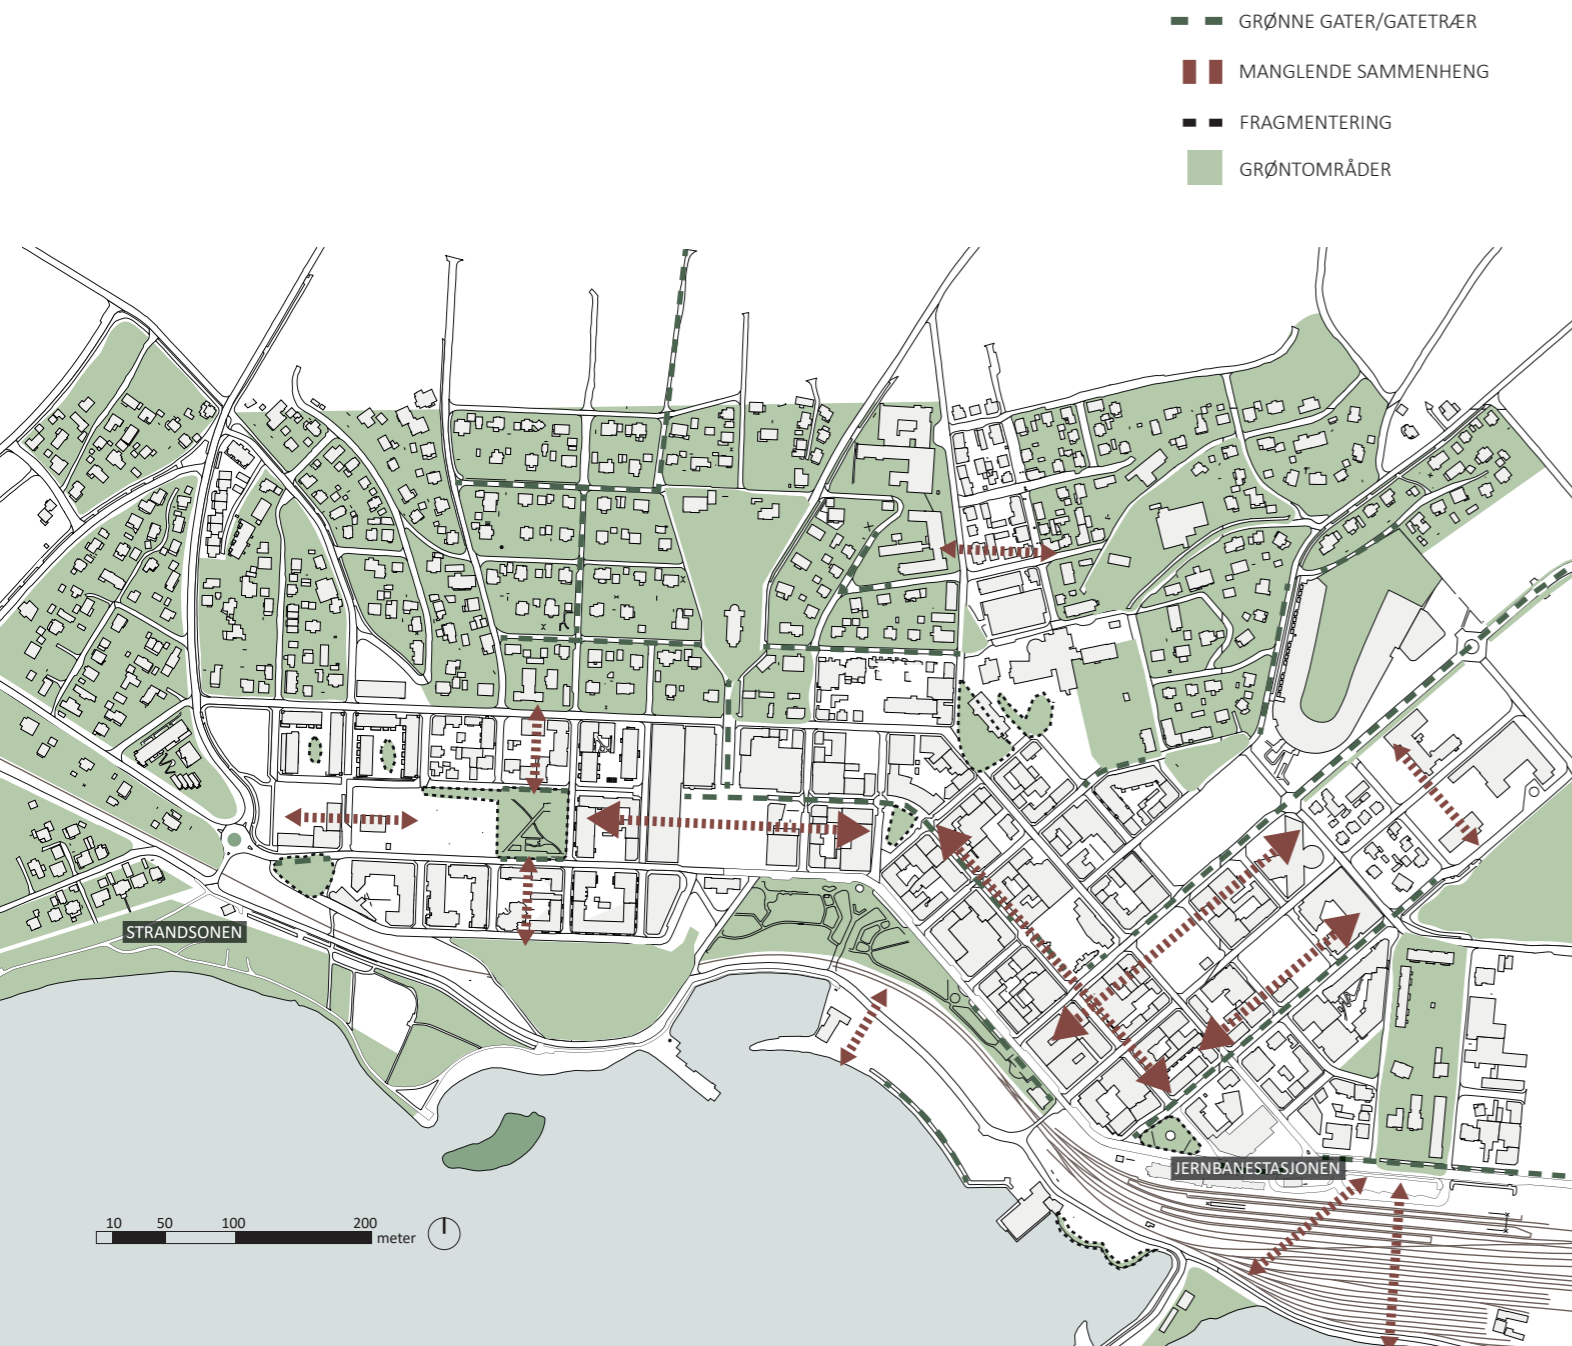 GRØNNE GATER/GATETRÆR
MANGLENDE SAMMENHENG
FRAGMENTERING
GRØNTOMRÅDER
STRANDSONEN
JERNBANESTASJONEN
10 50 100 200
meter